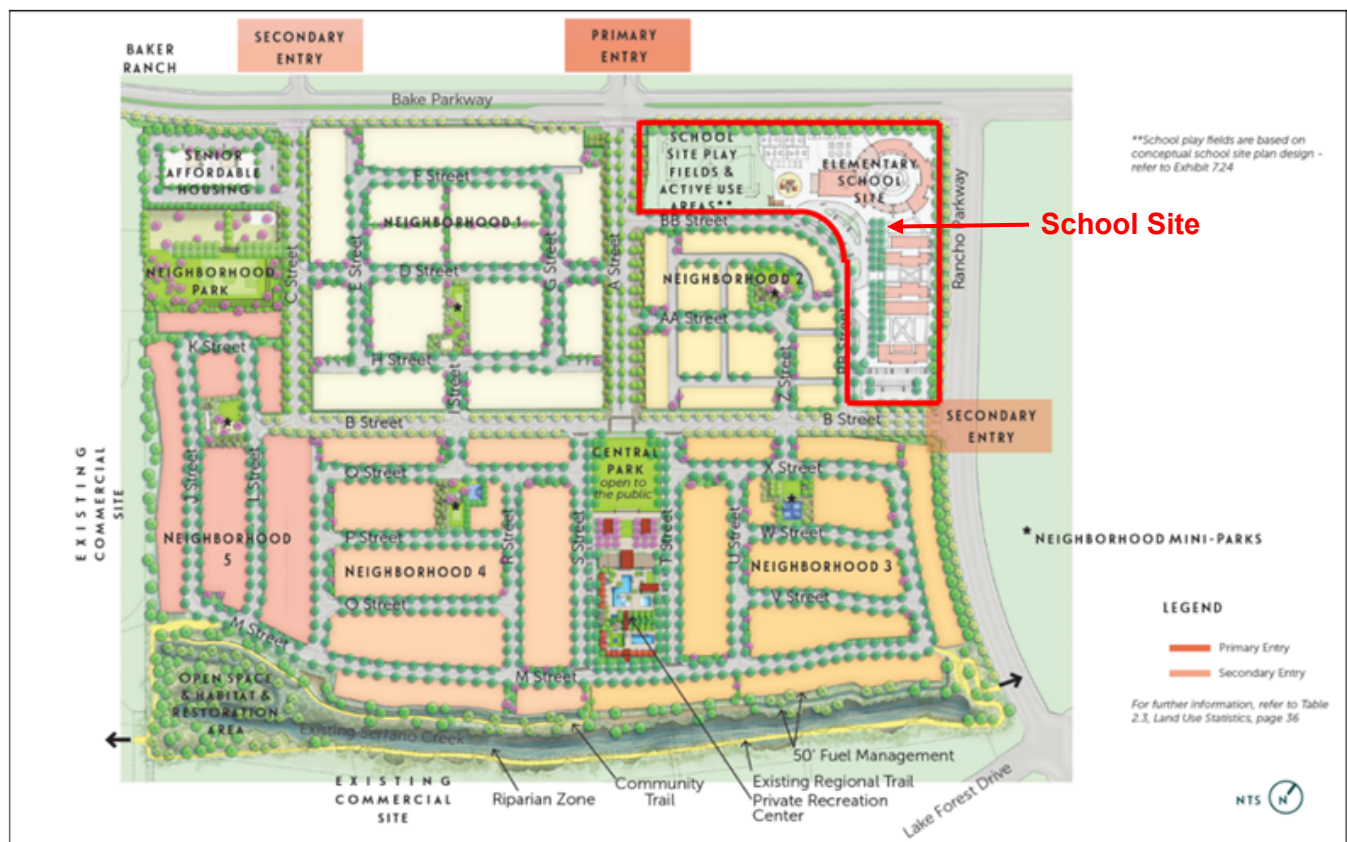 BAKER
RANCH
SECONDARY
ENTRY
PRIMARY
ENTRY
Bake Parkway
SENIOR
AFFORDABLE
HOUSING
SCHOOL
SITE PLAY
FIELDS &
ACTIVE USE
AREAS**
ELEMENTARY
SCHOOL
SITE
**School play fields are based on
conceptual school site plan design -
refer to Exhibit 7.24
School Site
Rancho Parkway
F Street
NEIGHBORHOOD 1
BB Street
NEIGHBORHOOD
PARK
C Street
E Street
D Street
G Street
A Street
NEIGHBORHOOD 2
AA Street
K Street
H Street
I Street
Z Street
BB Street
B Street
B Street
SECONDARY
ENTRY
EXISTING
COMMERCIAL
SITE
J Street
L Street
Q Street
CENTRAL
PARK
open to
the public
X Street
NEIGHBORHOOD
5
P Street
R Street
S Street
T Street
U Street
W Street
NEIGHBORHOOD 4
NEIGHBORHOOD 3
O Street
V Street
*NEIGHBORHOOD MINI-PARKS
LEGEND
Primary Entry
Secondary Entry
For further information, refer to Table
2.3, Land Use Statistics, page 36
M Street
M Street
OPEN SPACE
& HABITAT &
RESTORATION
AREA
Existing Serrano Creek
50' Fuel Management
EXISTING
COMMERCIAL
SITE
Riparian Zone
Community
Trail
Existing Regional Trail
Private Recreation
Center
Lake Forest Drive
NTS
N